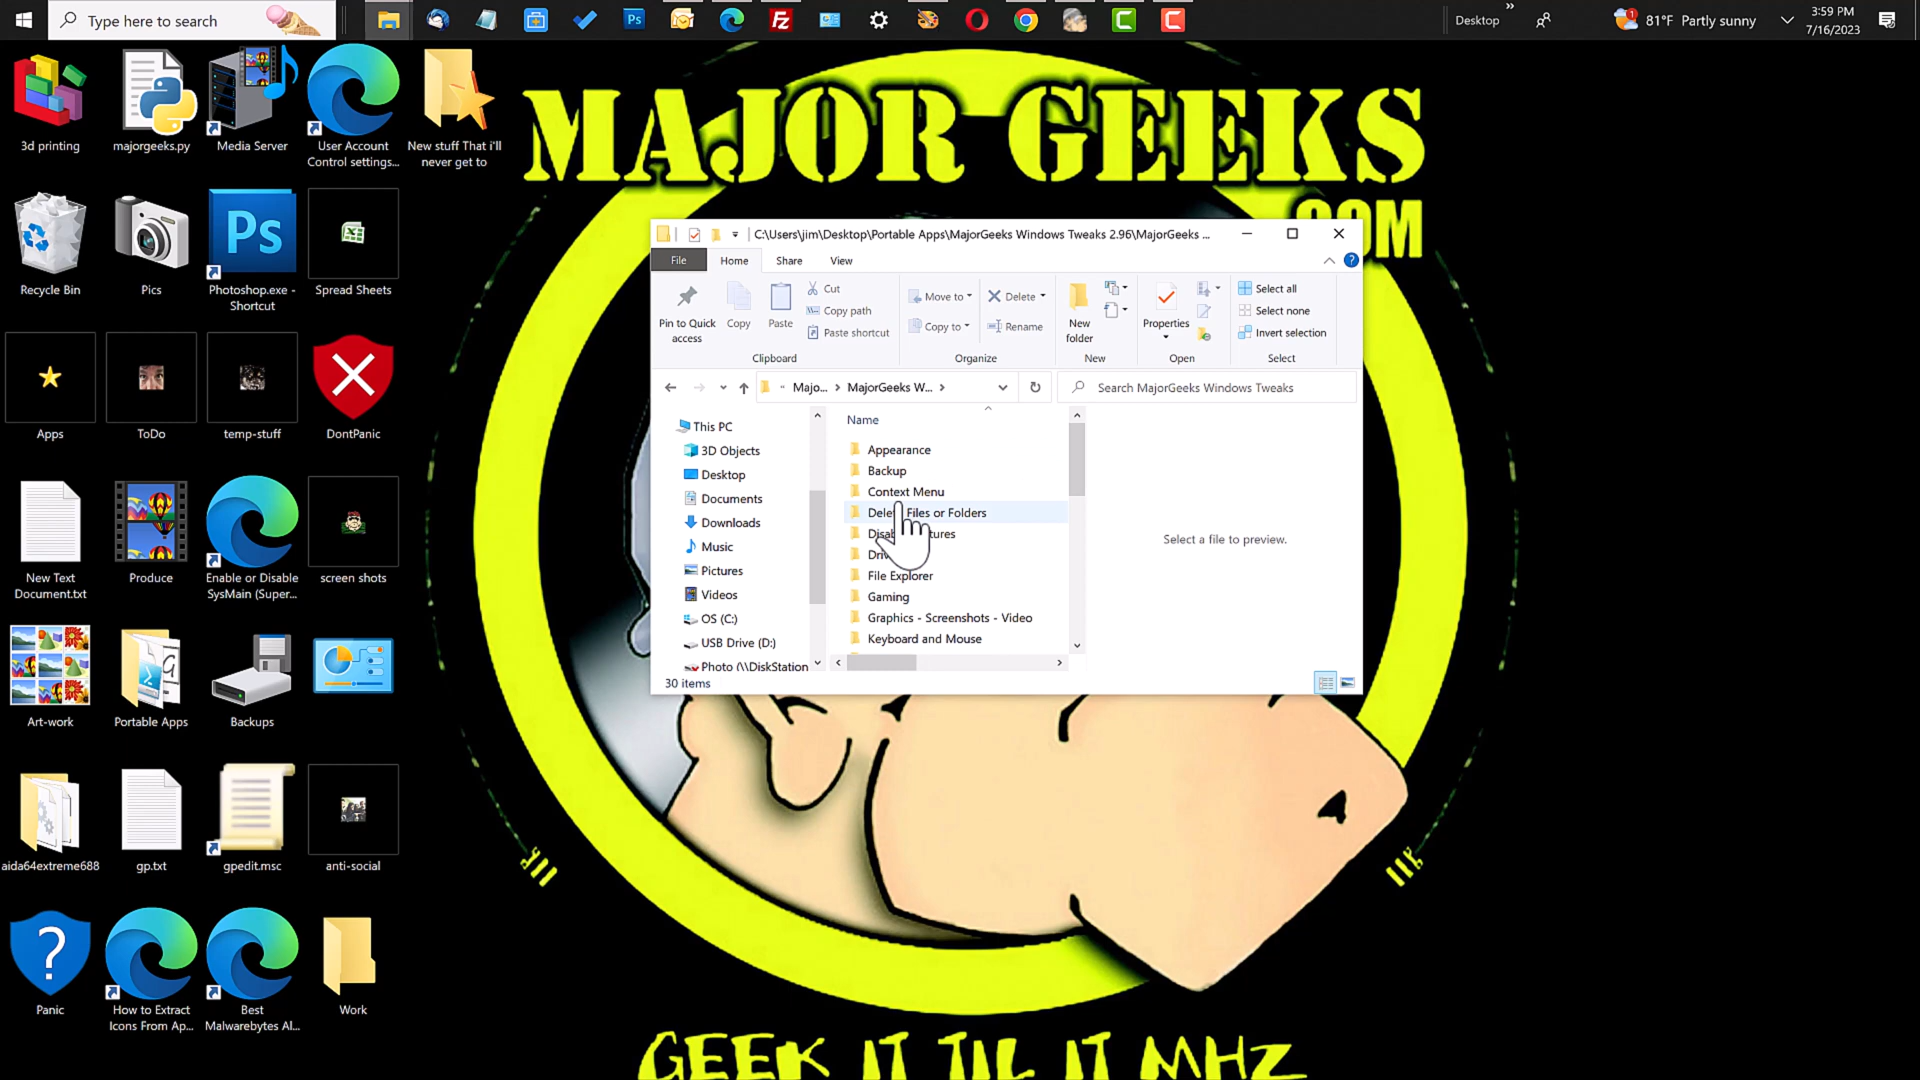 Type here to search
Desktop
»
81°F Partly sunny
3:59 PM
7/16/2023
3d printing
majorgeeks.py
Media Server
User Account
Control settings...
New stuff That i'll
never get to
Recycle Bin
Pics
Photoshop.exe -
Shortcut
Spread Sheets
Apps
ToDo
temp-stuff
DontPanic
New Text
Document.txt
Produce
Enable or Disable
SysMain (Super...
screen shots
Art-work
Portable Apps
Backups
aida64extreme688
gp.txt
gpedit.msc
anti-social
Panic
How to Extract
Icons From Ap...
Best
Malwarebytes Al...
Work
MAJOR GEEKS
.COM
C:\Users\jim\Desktop\Portable Apps\MajorGeeks Windows Tweaks 2.96\MajorGeeks ...
File
Home
Share
View
Pin to Quick
access
Copy
Paste
Cut
Copy path
Paste shortcut
Clipboard
Move to
Copy to
Delete
Rename
Organize
New
folder
New
Properties
Open
Select all
Select none
Invert selection
Select
Majo...
MajorGeeks W...
Search MajorGeeks Windows Tweaks
This PC
3D Objects
Desktop
Documents
Downloads
Music
Pictures
Videos
OS (C:)
USB Drive (D:)
Photo (\\DiskStation
Name
Appearance
Backup
Context Menu
Delete Files or Folders
File Explorer
Gaming
Graphics - Screenshots - Video
Keyboard and Mouse
Select a file to preview.
30 items
GEEK IT TIL IT MHZ